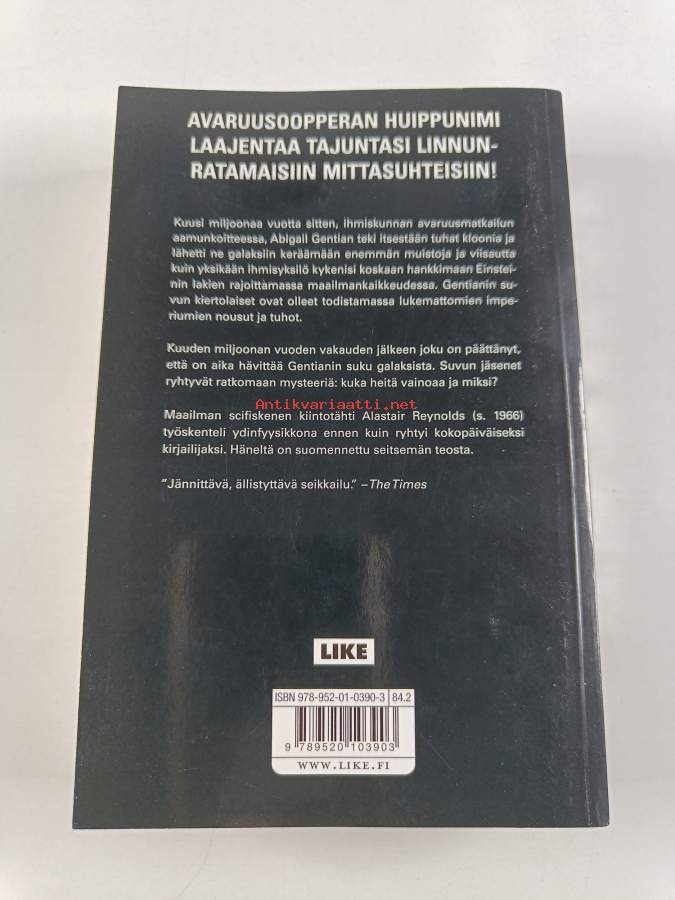 AVARUUSOOPPERAN HUIPPUNIMI
LAAJENTAA TAJUNTASI LINNUN-
RATAMAISIIN MITTASUHTEISIIN!
Kuusi miljoonaa vuotta sitten, ihmiskunnan avaruusmatkailun
aamunkoitteessa, Abigail Gentian teki itsestään tuhat kloonia ja
lähetti ne galaksiin keräämään enemmän muistoja ja viisautta
kuin yksikään ihmisyksilö kykenisi koskaan hankkimaan Einstei-
nin lakien rajoittamassa maailmankaikkeudessa. Gentianin su-
vun kiertolaiset ovat olleet todistamassa lukemattomien impe-
riumien nousut ja tuhot.
Kuuden miljoonan vuoden vakauden jälkeen joku on päättänyt,
että on aika hävittää Gentianin suku galaksista. Suvun jäsenet
ryhtyvät ratkomaan mysteeriä: kuka heitä vainoaa ja miksi?
Antikvariaatti.net
Maailman scifiskenen kiintotähti Alastair Reynolds (s. 1966)
työskenteli ydinfyysikkona ennen kuin ryhtyi kokopäiväiseksi
kirjailijaksi. Häneltä on suomennettu seitsemän teosta.
"Jännittävä, ällistyttävä seikkailu." – The Times
LIKE
ISBN 978-952-01-0390-3 84.2
9 789520 103903
WWW.LIKE.FI